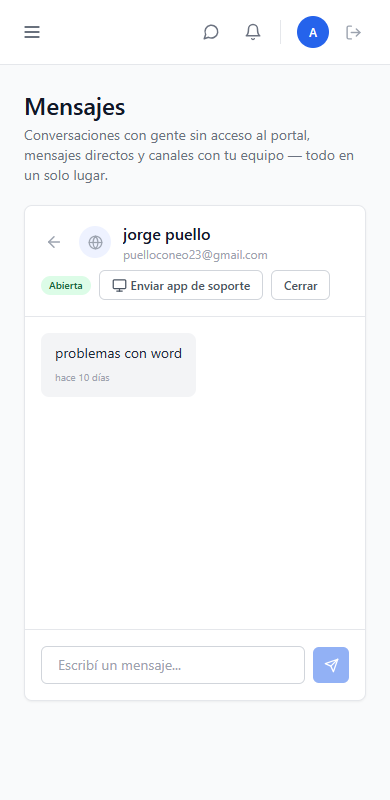 A
Mensajes
Conversaciones con gente sin acceso al portal,
mensajes directos y canales con tu equipo — todo en
un solo lugar.
jorge puello
puelloconeo23@gmail.com
Abierta
Enviar app de soporte
Cerrar
problemas con word
hace 10 días
Escribí un mensaje...